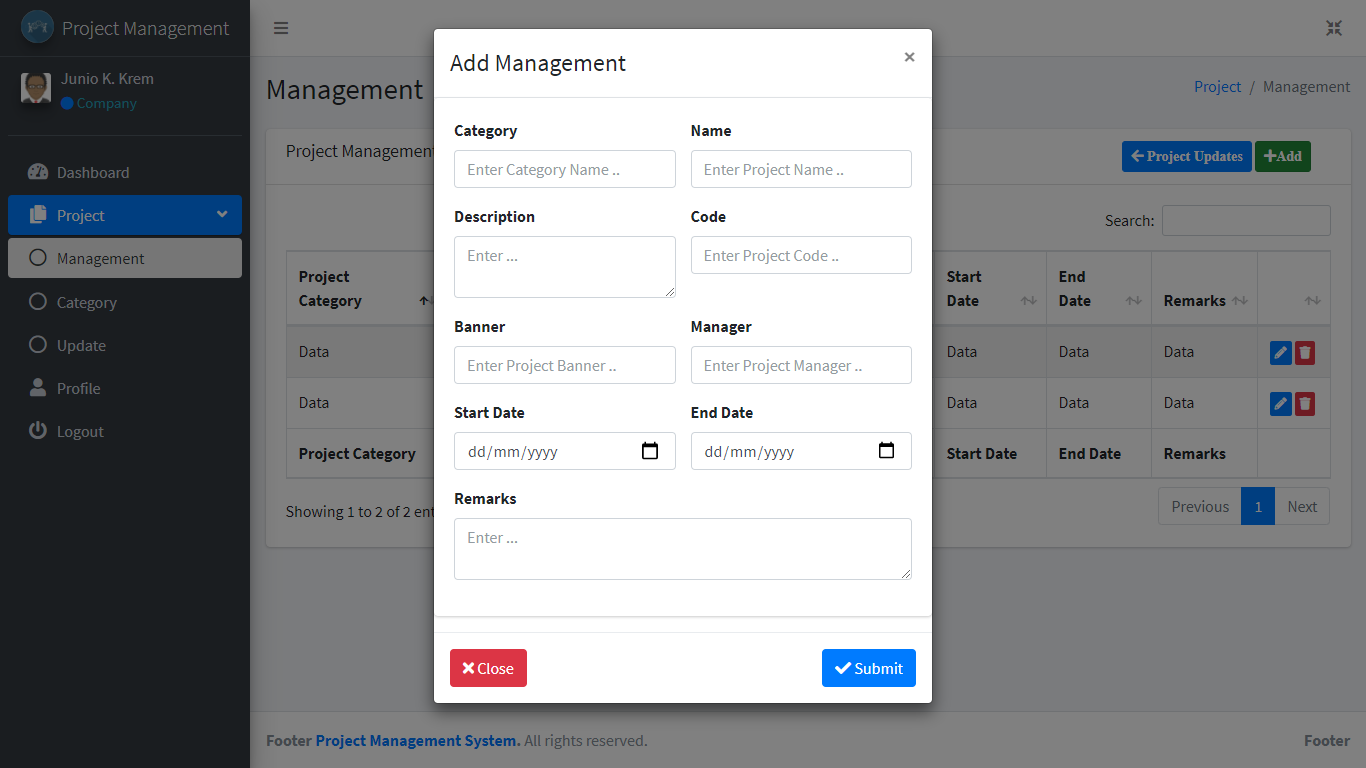 Project Management
Junio K. Krem
Company
Dashboard
Project
Management
Category
Update
Profile
Logout
Management
Project / Management
Project Management
Project Updates
Add
Search:
Project Category
Start Date
End Date
Remarks
Data
Data
Data
Data
Data
Data
Data
Data
Project Category
Start Date
End Date
Remarks
Showing 1 to 2 of 2 ent
Previous 1 Next
Add Management
×
Category
Name
Enter Category Name ..
Enter Project Name ..
Description
Code
Enter ...
Enter Project Code ..
Banner
Manager
Enter Project Banner ..
Enter Project Manager ..
Start Date
End Date
dd/mm/yyyy
dd/mm/yyyy
Remarks
Enter ...
Close
Submit
Footer Project Management System. All rights reserved.
Footer